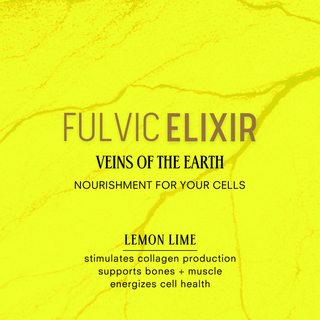 FULVIC ELIXIR
VEINS OF THE EARTH
NOURISHMENT FOR YOUR CELLS
LEMON LIME
stimulates collagen production
supports bones + muscle
energizes cell health